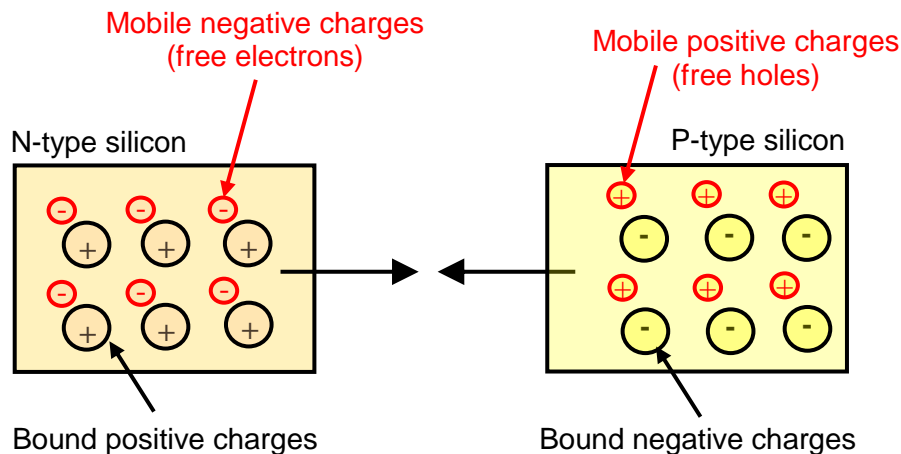 Mobile negative charges
(free electrons)
Mobile positive charges
(free holes)
N-type silicon
P-type silicon
- - -
+ + +
- - -
+ + +
+ + +
- - -
+ + +
- - -
Bound positive charges
Bound negative charges